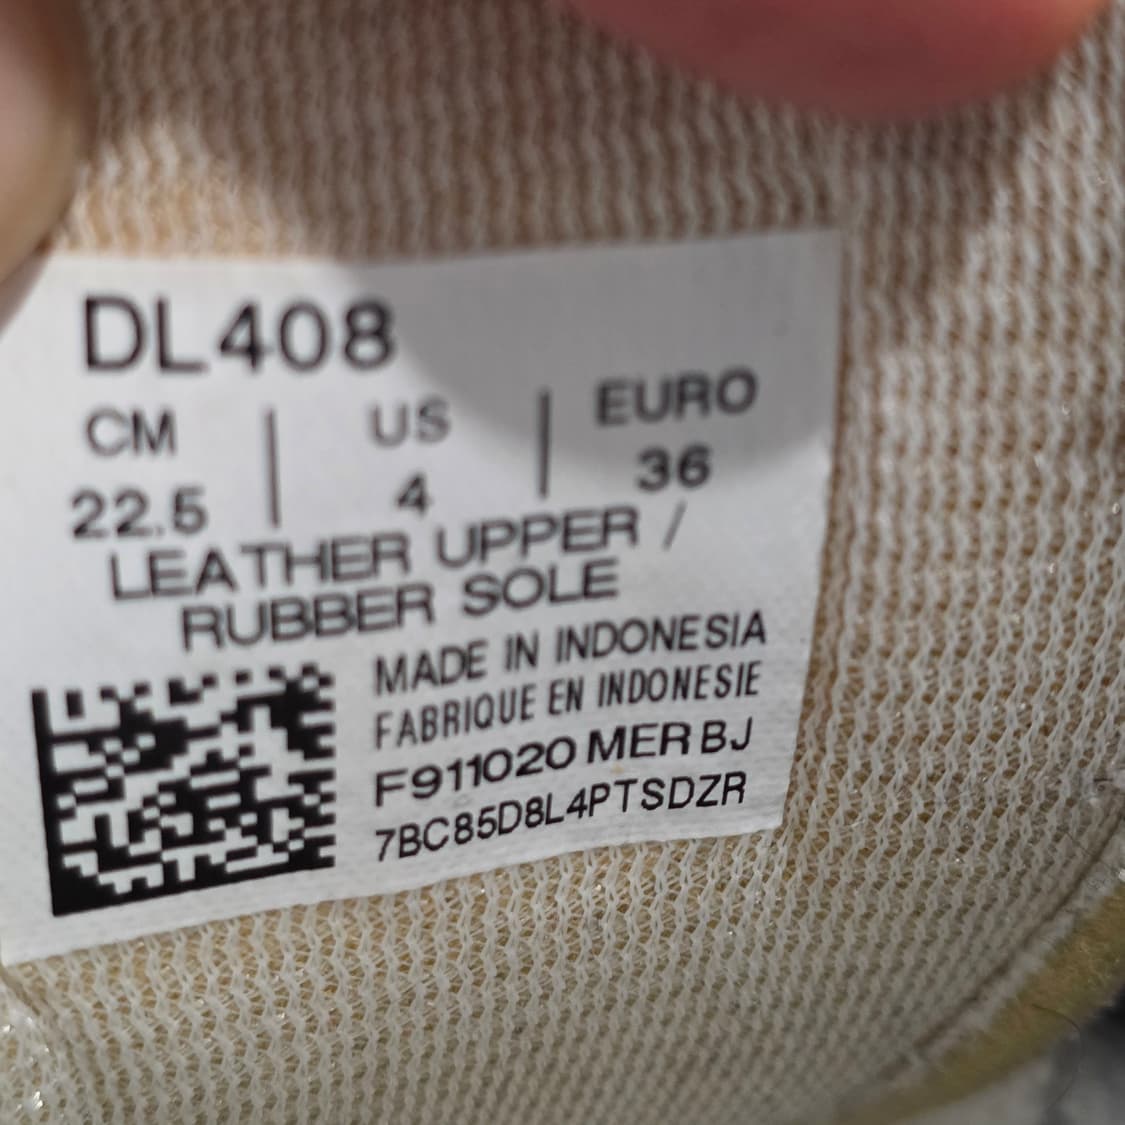 DL408
CM | US | EURO
22.5 | 4 | 36
LEATHER UPPER /
RUBBER SOLE
MADE IN INDONESIA
FABRIQUE EN INDONESIE
F911020 MER BJ
7BC85D8L4PTSDZR